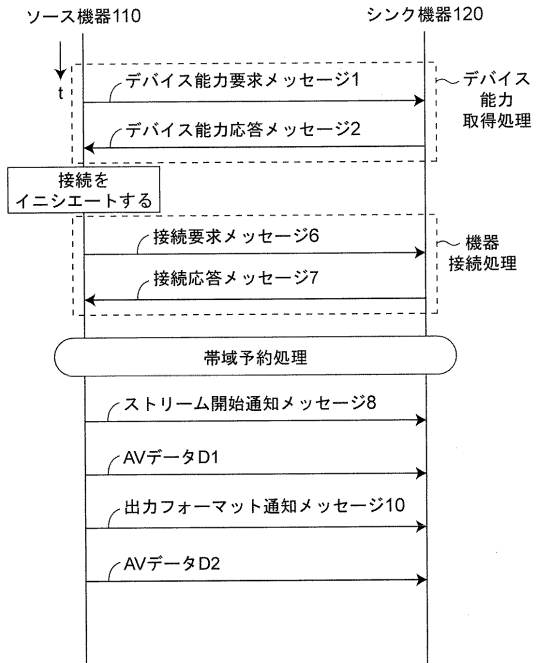 ソース機器110
シンク機器120
t
デバイス能力要求メッセージ1
デバイス能力応答メッセージ2
デバイス
能力
取得処理
接続を
イニシエートする
接続要求メッセージ6
接続応答メッセージ7
機器
接続処理
帯域予約処理
ストリーム開始通知メッセージ8
AVデータD1
出力フォーマット通知メッセージ10
AVデータD2